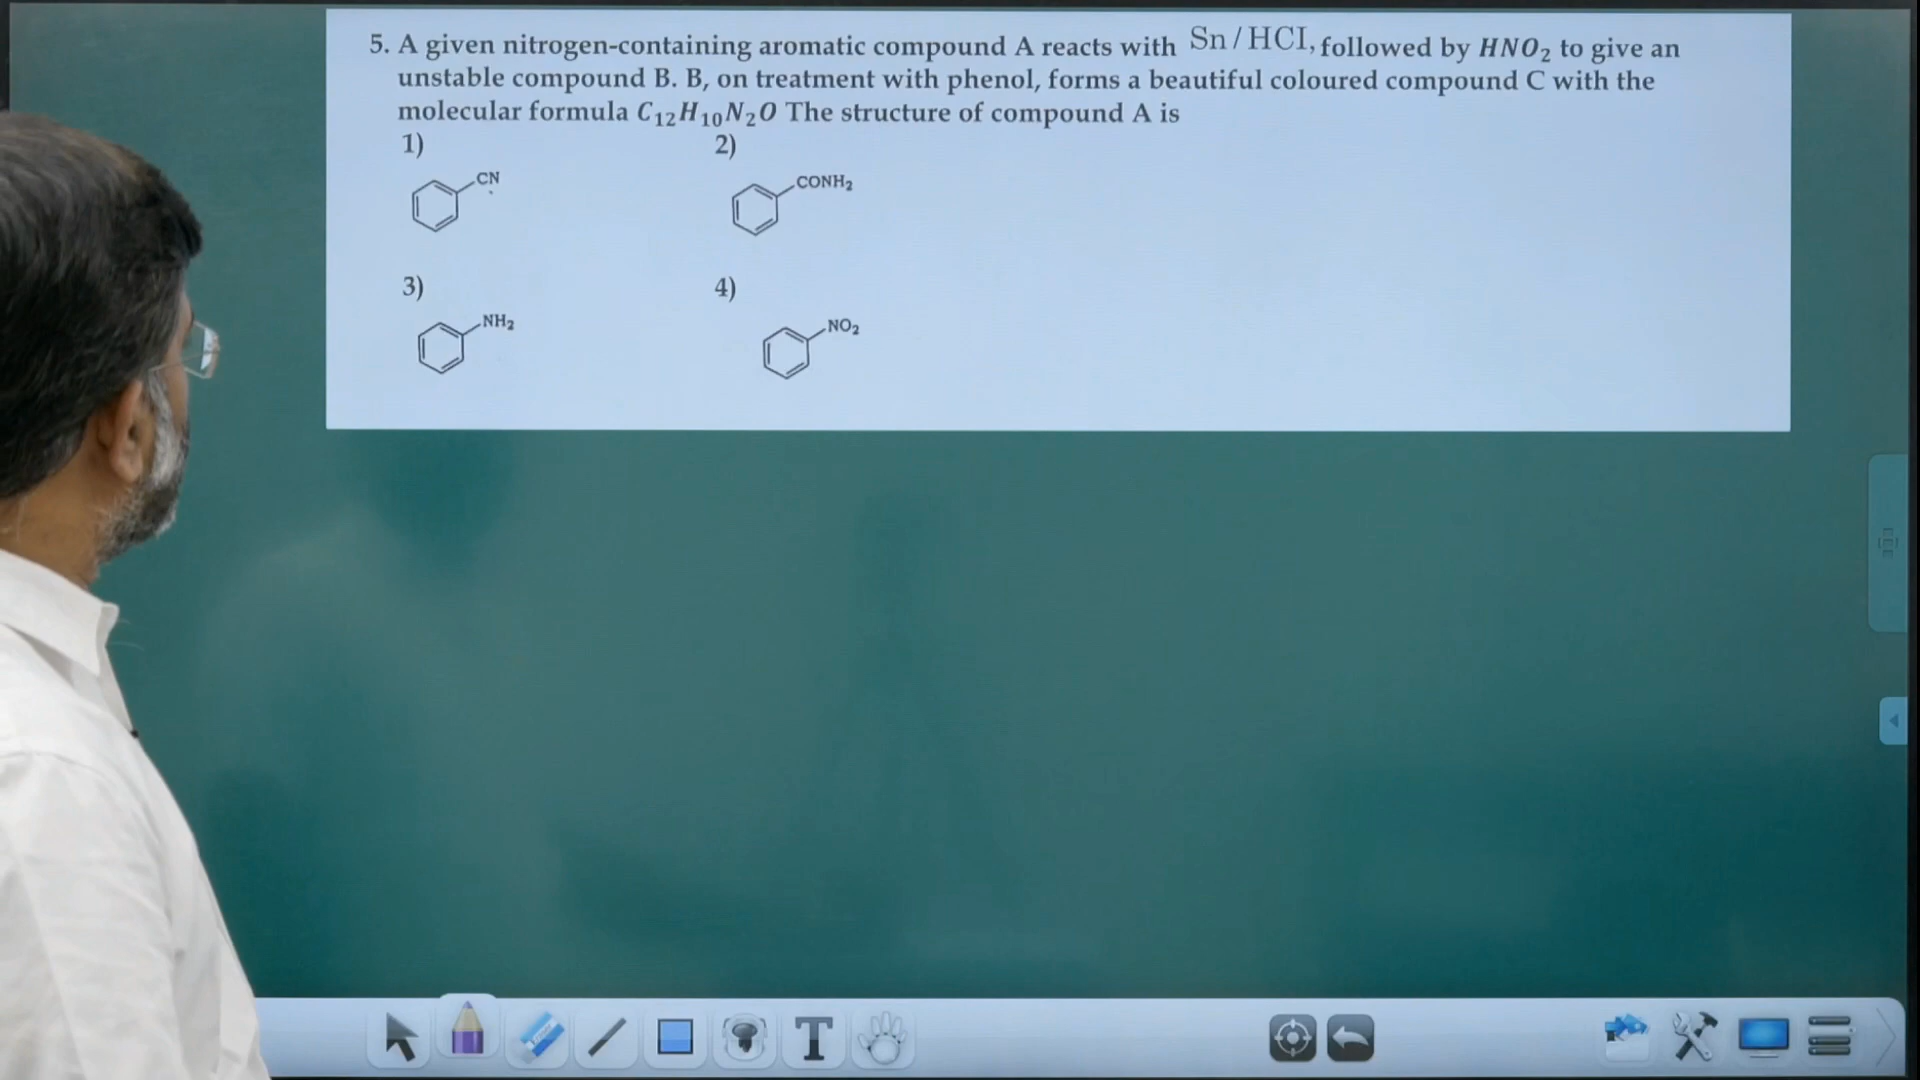 5. A given nitrogen-containing aromatic compound A reacts with Sn / HCI, followed by HNO₂ to give an
unstable compound B. B, on treatment with phenol, forms a beautiful coloured compound C with the
molecular formula C₁₂H₁₀N₂O The structure of compound A is
1) 2)
CN CONH₂
3) 4)
NH₂ NO₂
T